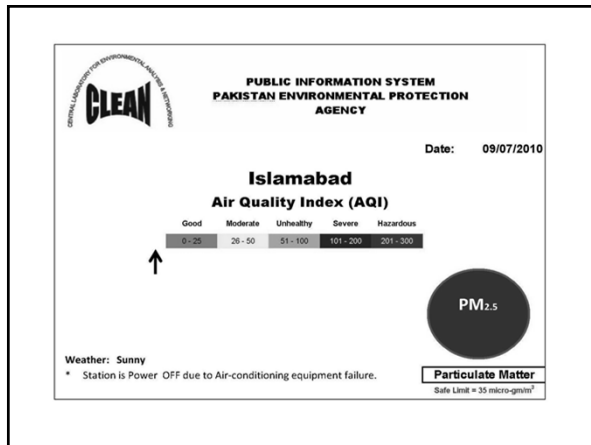 CENTRAL LABORATORY FOR ENVIRONMENTAL ANALYSIS & NETWORKING
CLEAN
PUBLIC INFORMATION SYSTEM
PAKISTAN ENVIRONMENTAL PROTECTION
AGENCY
Date: 09/07/2010
Islamabad
Air Quality Index (AQI)
Good Moderate Unhealthy Severe Hazardous
0 - 25 26 - 50 51 - 100 101 - 200 201 - 300
PM2.5
Weather: Sunny
* Station is Power OFF due to Air-conditioning equipment failure.
Particulate Matter
Safe Limit = 35 micro-gm/m³